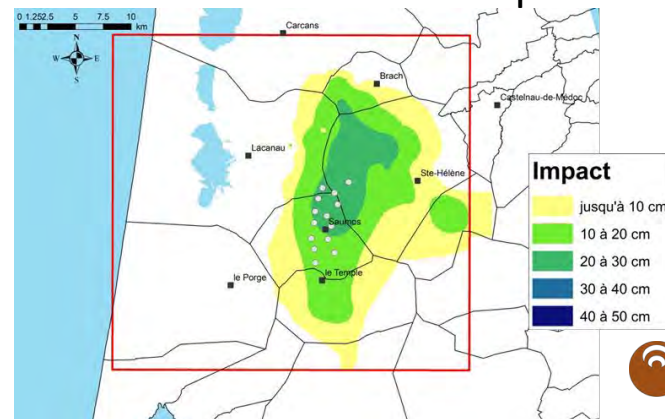 0 1.252.5 5 7.5 10
km
N
W E
S
Carcans
Brach
Castelnau-de-Médoc
Lacanau
Ste-Hélène
Saumos
le Porge
le Temple
Impact
jusqu'à 10 cm
10 à 20 cm
20 à 30 cm
30 à 40 cm
40 à 50 cm